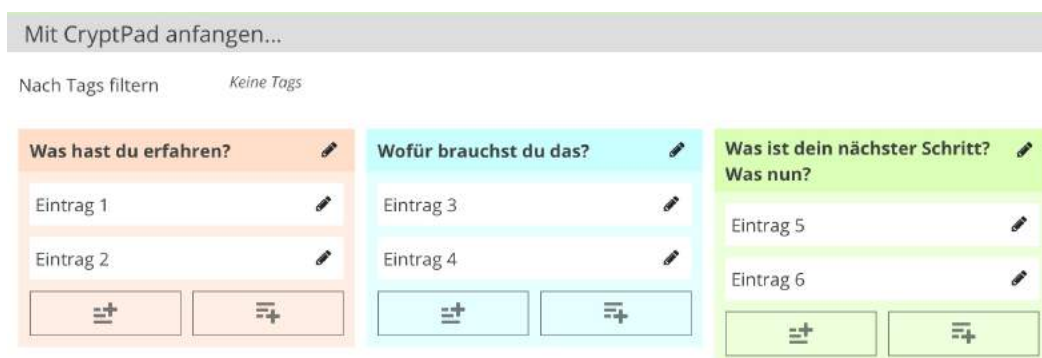 Mit CryptPad anfangen...
Nach Tags filtern Keine Tags
Was hast du erfahren?
Eintrag 1
Eintrag 2
Wofür brauchst du das?
Eintrag 3
Eintrag 4
Was ist dein nächster Schritt?
Was nun?
Eintrag 5
Eintrag 6